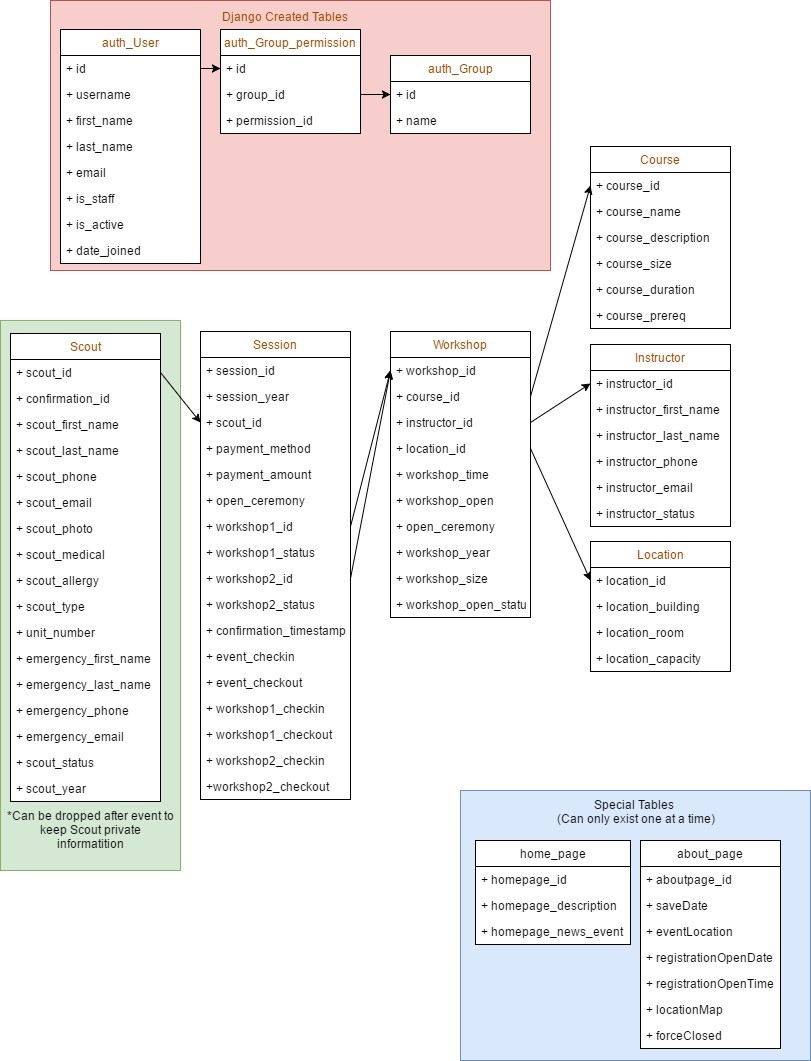 Django Created Tables
auth_User
+ id
+ username
+ first_name
+ last_name
+ email
+ is_staff
+ is_active
+ date_joined
auth_Group_permission
+ id
+ group_id
+ permission_id
auth_Group
+ id
+ name
Course
+ course_id
+ course_name
+ course_description
+ course_size
+ course_duration
+ course_prereq
Scout
+ scout_id
+ confirmation_id
+ scout_first_name
+ scout_last_name
+ scout_phone
+ scout_email
+ scout_photo
+ scout_medical
+ scout_allergy
+ scout_type
+ unit_number
+ emergency_first_name
+ emergency_last_name
+ emergency_phone
+ emergency_email
+ scout_status
+ scout_year
*Can be dropped after event to
keep Scout private
informatition
Session
+ session_id
+ session_year
+ scout_id
+ payment_method
+ payment_amount
+ open_ceremony
+ workshop1_id
+ workshop1_status
+ workshop2_id
+ workshop2_status
+ confirmation_timestamp
+ event_checkin
+ event_checkout
+ workshop1_checkin
+ workshop1_checkout
+ workshop2_checkin
+workshop2_checkout
Workshop
+ workshop_id
+ course_id
+ instructor_id
+ location_id
+ workshop_time
+ workshop_open
+ open_ceremony
+ workshop_year
+ workshop_size
+ workshop_open_statu
Instructor
+ instructor_id
+ instructor_first_name
+ instructor_last_name
+ instructor_phone
+ instructor_email
+ instructor_status
Location
+ location_id
+ location_building
+ location_room
+ location_capacity
Special Tables
(Can only exist one at a time)
home_page
+ homepage_id
+ homepage_description
+ homepage_news_event
about_page
+ aboutpage_id
+ saveDate
+ eventLocation
+ registrationOpenDate
+ registrationOpenTime
+ locationMap
+ forceClosed